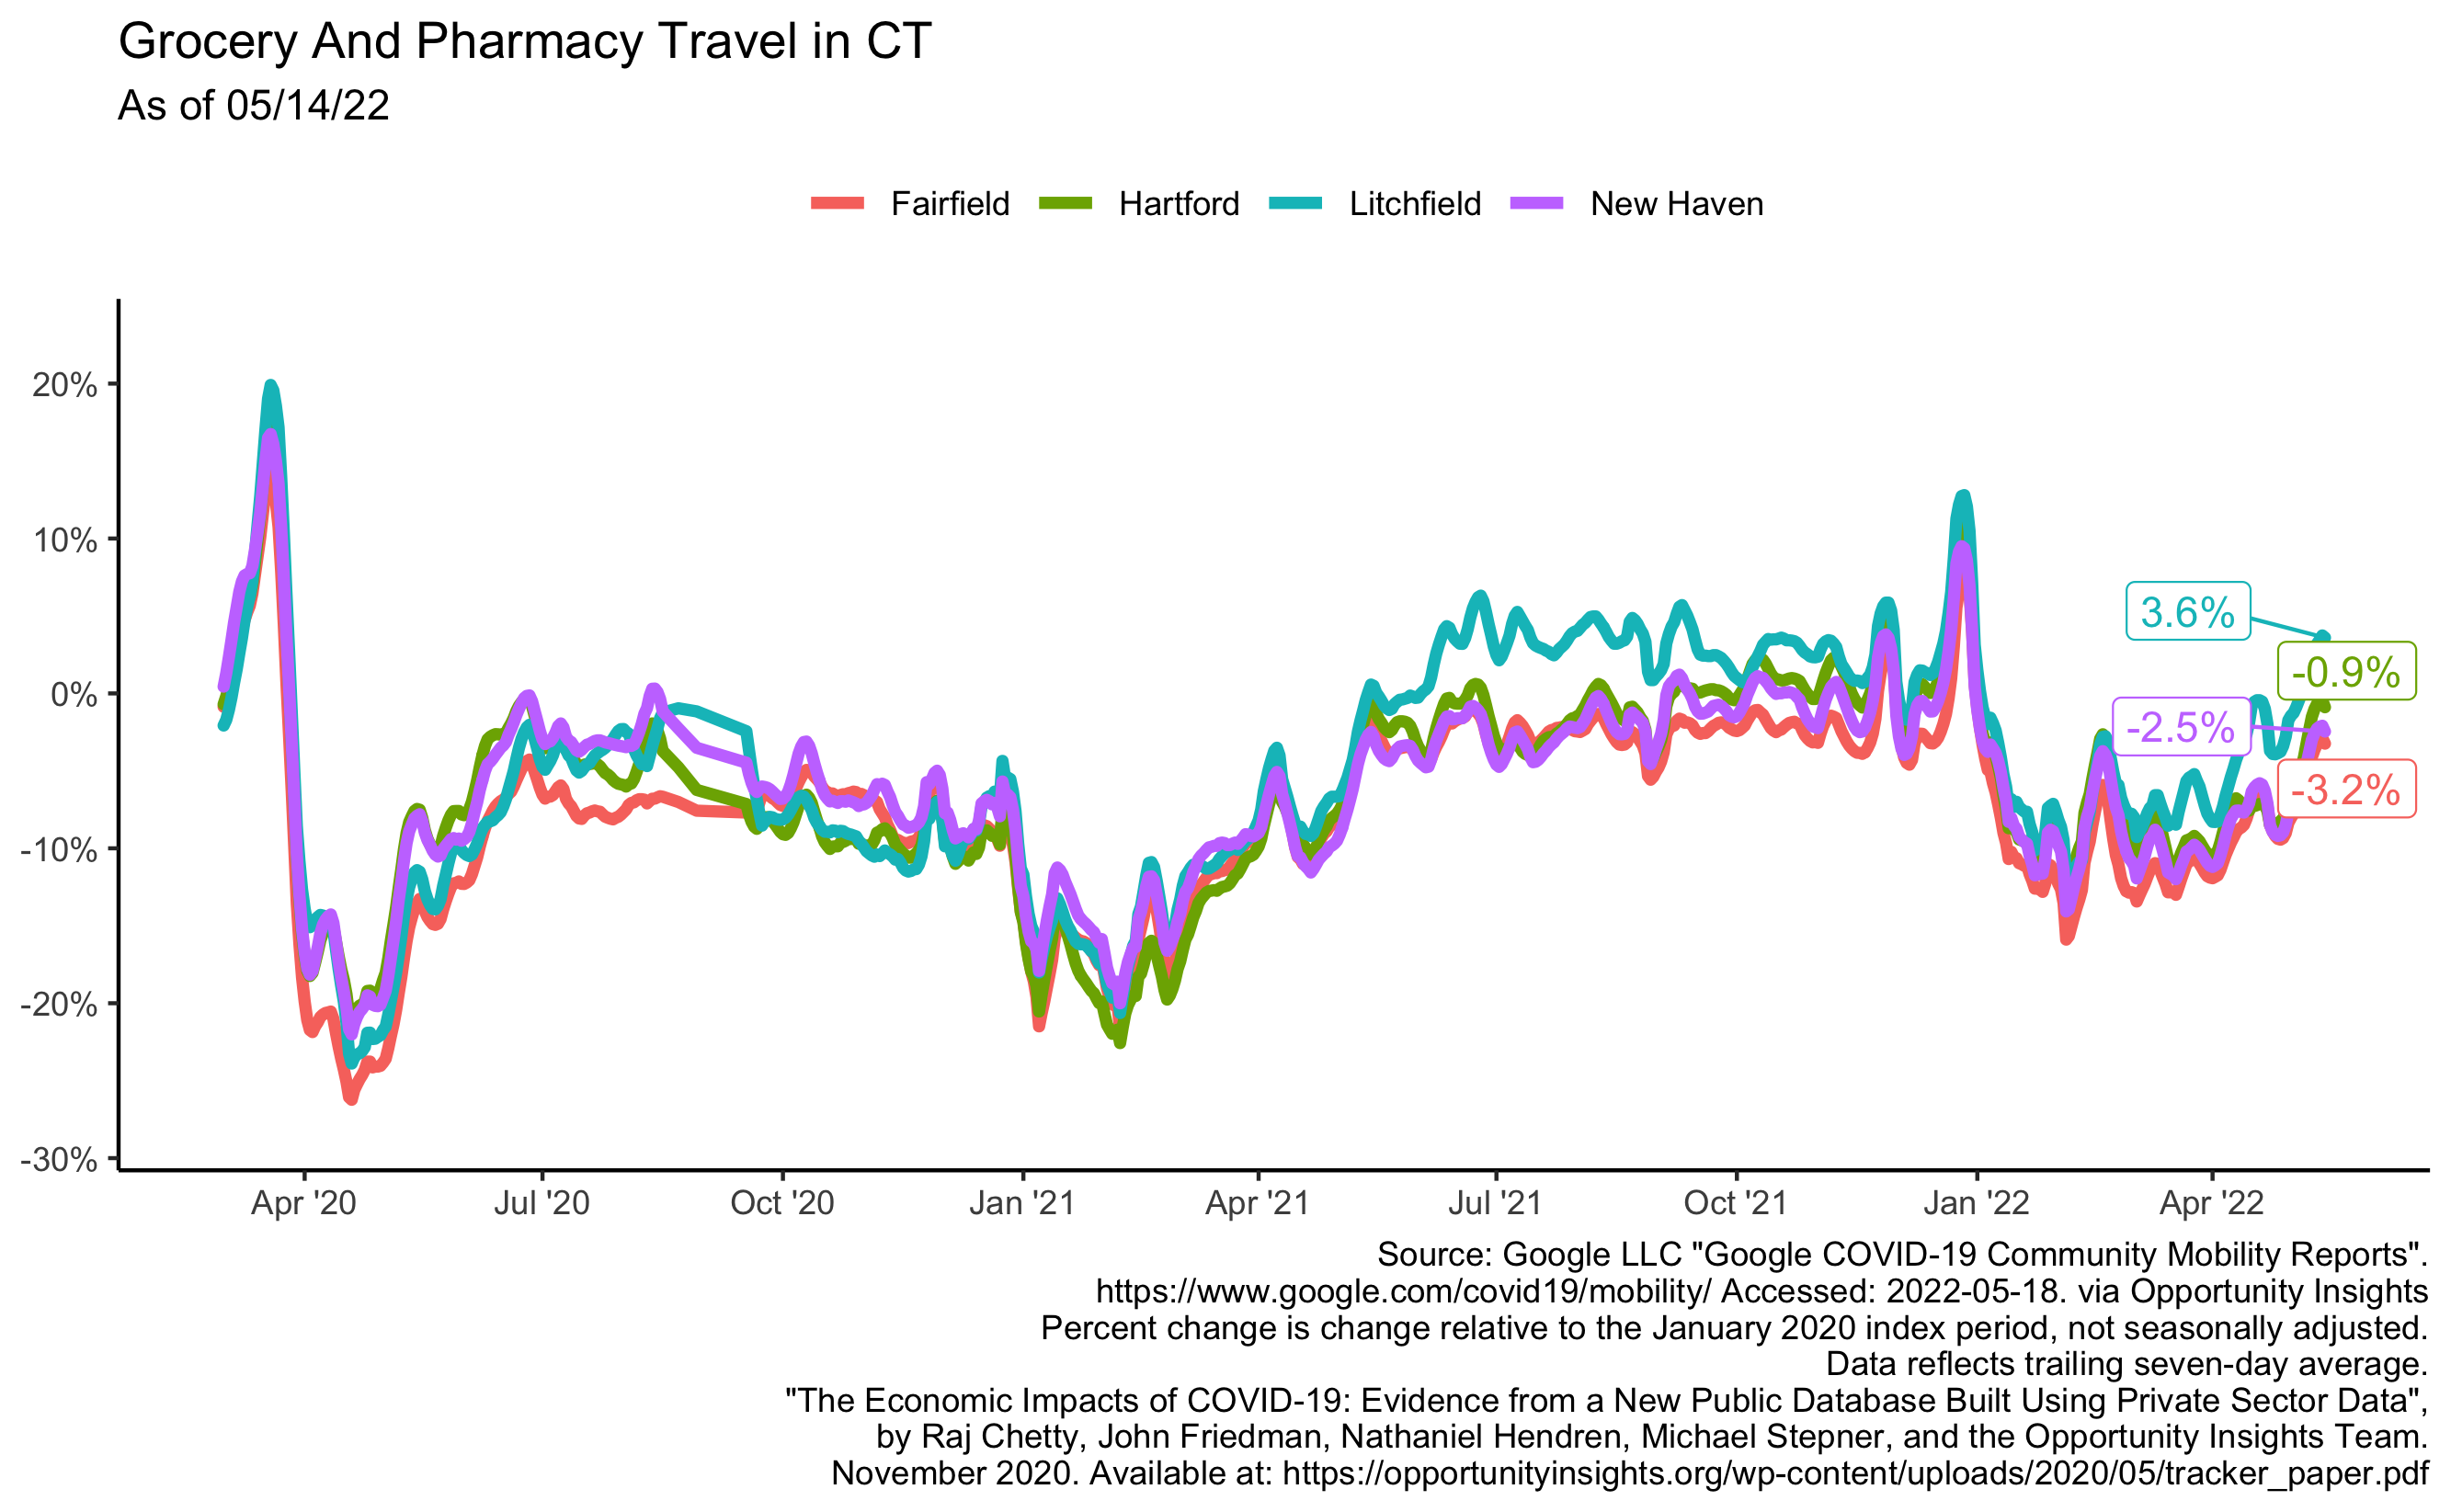 Grocery And Pharmacy Travel in CT
As of 05/14/22
Fairfield Hartford Litchfield New Haven
20%
10%
0%
-10%
-20%
-30%
3.6%
-0.9%
-2.5%
-3.2%
Apr '20 Jul '20 Oct '20 Jan '21 Apr '21 Jul '21 Oct '21 Jan '22 Apr '22
Source: Google LLC "Google COVID-19 Community Mobility Reports".
https://www.google.com/covid19/mobility/ Accessed: 2022-05-18. via Opportunity Insights
Percent change is change relative to the January 2020 index period, not seasonally adjusted.
Data reflects trailing seven-day average.
"The Economic Impacts of COVID-19: Evidence from a New Public Database Built Using Private Sector Data",
by Raj Chetty, John Friedman, Nathaniel Hendren, Michael Stepner, and the Opportunity Insights Team.
November 2020. Available at: https://opportunityinsights.org/wp-content/uploads/2020/05/tracker_paper.pdf